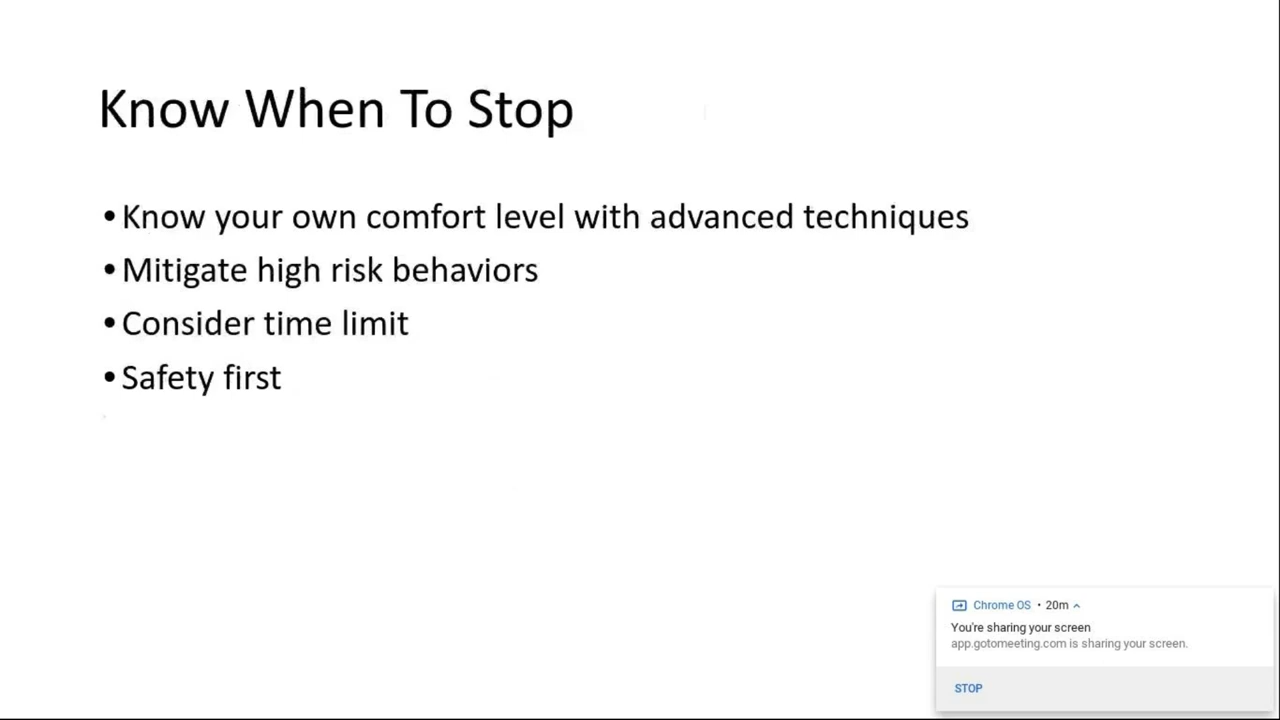 Know When To Stop
• Know your own comfort level with advanced techniques
• Mitigate high risk behaviors
• Consider time limit
• Safety first
Chrome OS • 20m
You're sharing your screen
app.gotomeeting.com is sharing your screen.
STOP